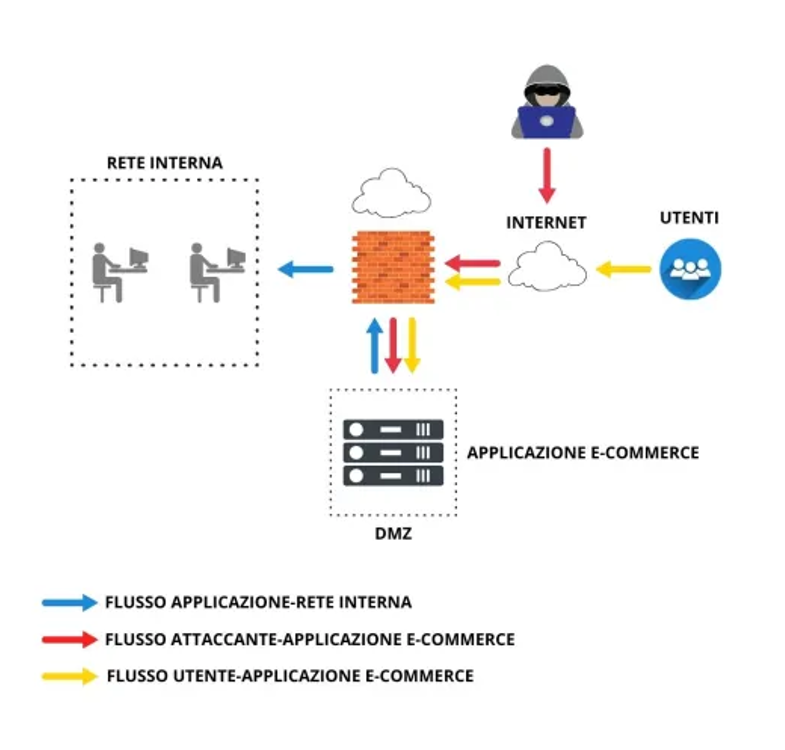 RETE INTERNA
INTERNET
UTENTI
APPLICAZIONE E-COMMERCE
DMZ
FLUSSO APPLICAZIONE-RETE INTERNA
FLUSSO ATTACCANTE-APPLICAZIONE E-COMMERCE
FLUSSO UTENTE-APPLICAZIONE E-COMMERCE